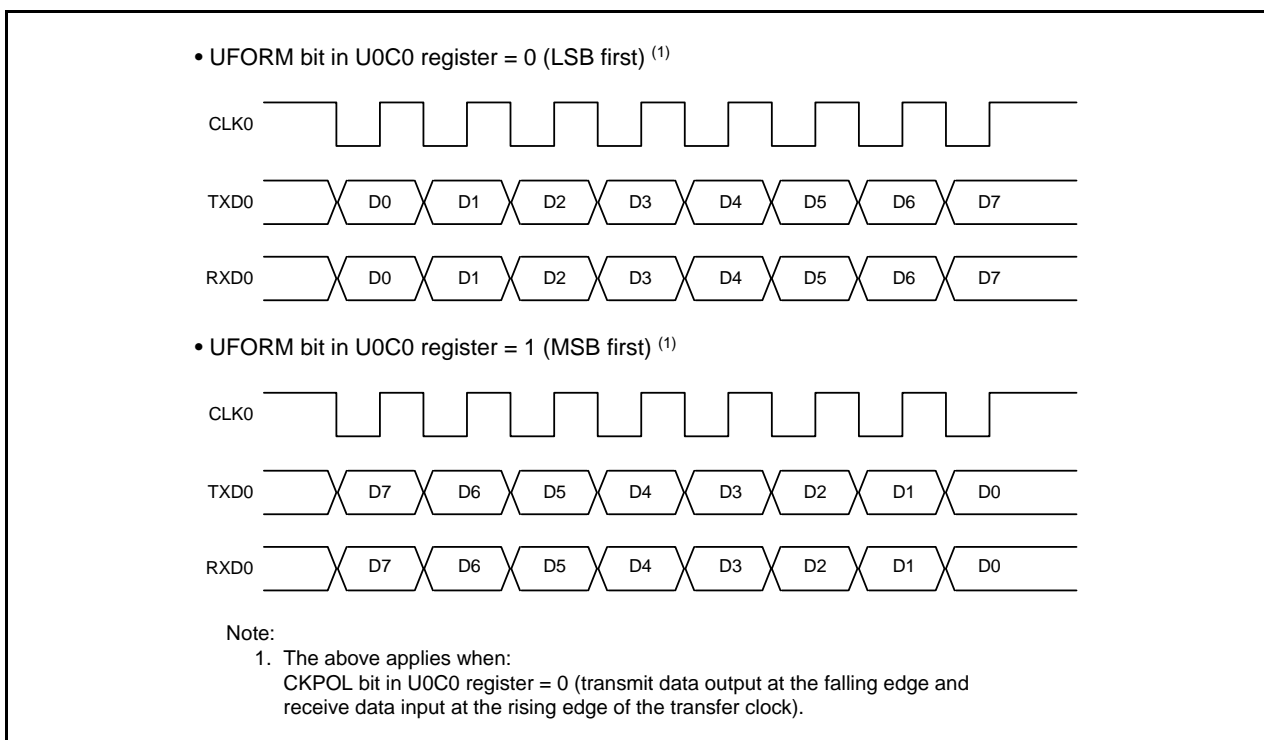 • UFORM bit in U0C0 register = 0 (LSB first) (1)
CLK0
TXD0 D0 D1 D2 D3 D4 D5 D6 D7
RXD0 D0 D1 D2 D3 D4 D5 D6 D7
• UFORM bit in U0C0 register = 1 (MSB first) (1)
CLK0
TXD0 D7 D6 D5 D4 D3 D2 D1 D0
RXD0 D7 D6 D5 D4 D3 D2 D1 D0
Note:
1. The above applies when:
CKPOL bit in U0C0 register = 0 (transmit data output at the falling edge and
receive data input at the rising edge of the transfer clock).